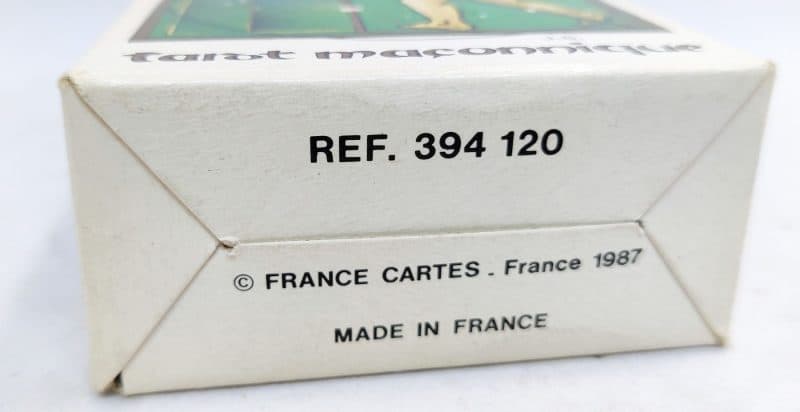 tarot maçonnique
REF. 394 120
© FRANCE CARTES - France 1987
MADE IN FRANCE